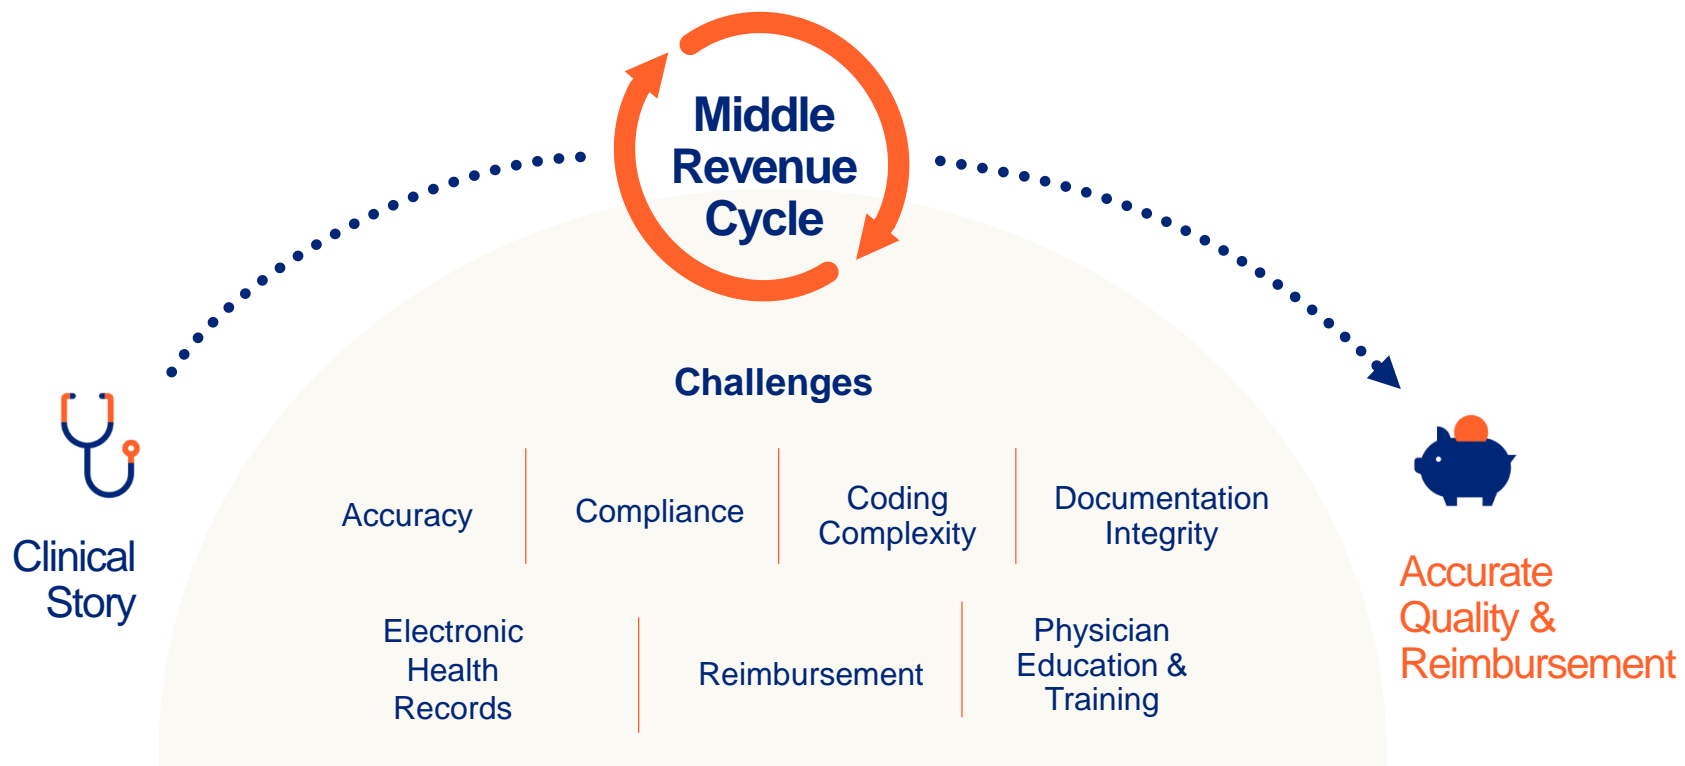 Middle
Revenue
Cycle
Challenges
Accuracy
Compliance
Coding
Complexity
Documentation
Integrity
Electronic
Health
Records
Reimbursement
Physician
Education &
Training
Clinical
Story
Accurate
Quality &
Reimbursement